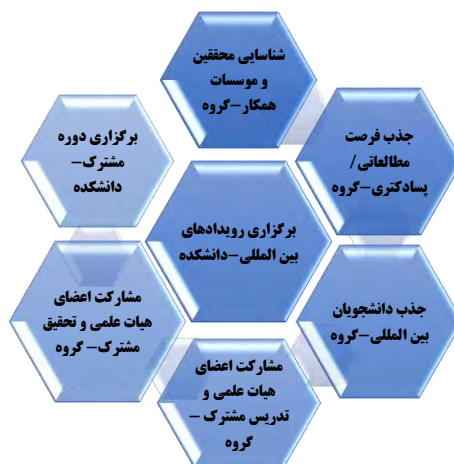 شناسایی محققین
و موسسات
همکار-گروه
جذب فرصت
مطالعاتی/
پسادکتری-گروه
برگزاری دوره
مشترک-
دانشکده
برگزاری رویدادهای
بین المللی-دانشکده
جذب دانشجویان
بین المللی-گروه
مشارکت اعضای
هیات علمی و تحقیق
مشترک- گروه
مشارکت اعضای
هیات علمی و
تدریس مشترک -
گروه